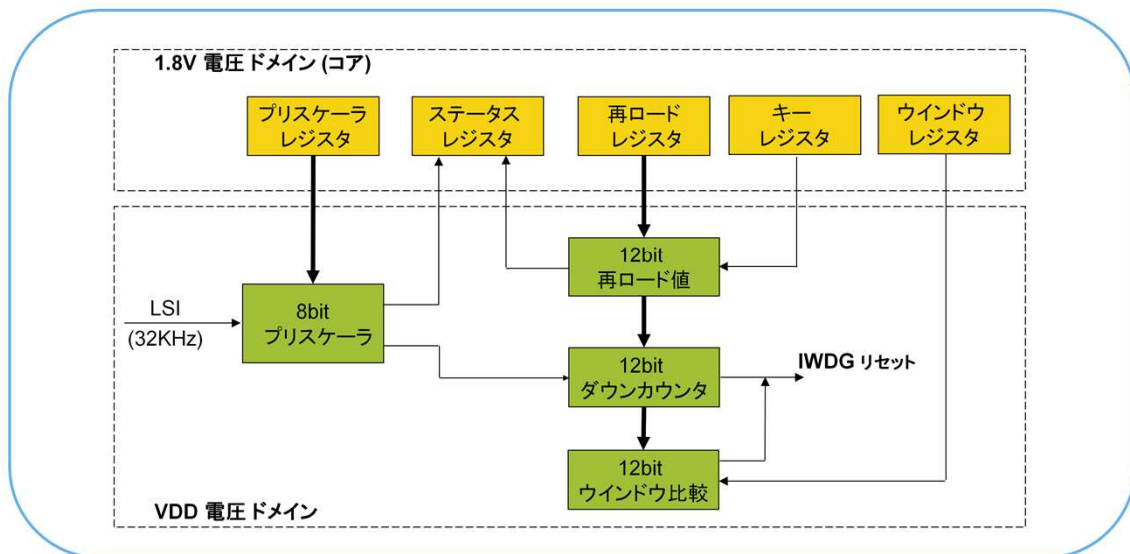 1.8V 電圧ドメイン (コア)
プリスケーラ
レジスタ
ステータス
レジスタ
再ロード
レジスタ
キー
レジスタ
ウインドウ
レジスタ
12bit
再ロード値
LSI
(32KHz)
8bit
プリスケーラ
12bit
ダウンカウンタ
IWDG リセット
12bit
ウインドウ比較
VDD 電圧ドメイン